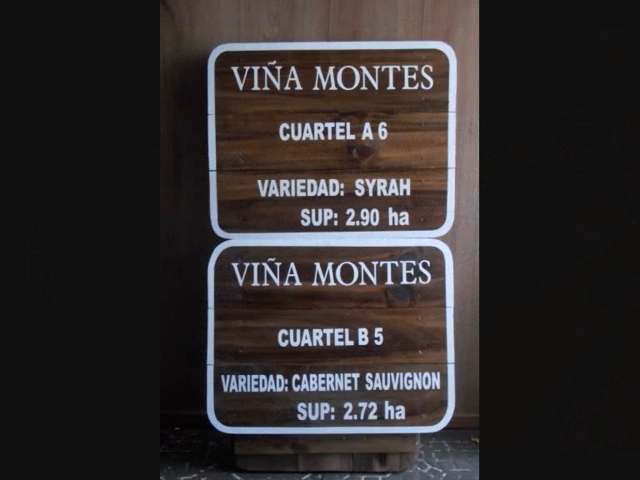 VIÑA MONTES
CUARTEL A 6
VARIEDAD: SYRAH
SUP: 2.90 ha
VIÑA MONTES
CUARTEL B 5
VARIEDAD: CABERNET SAUVIGNON
SUP: 2.72 ha